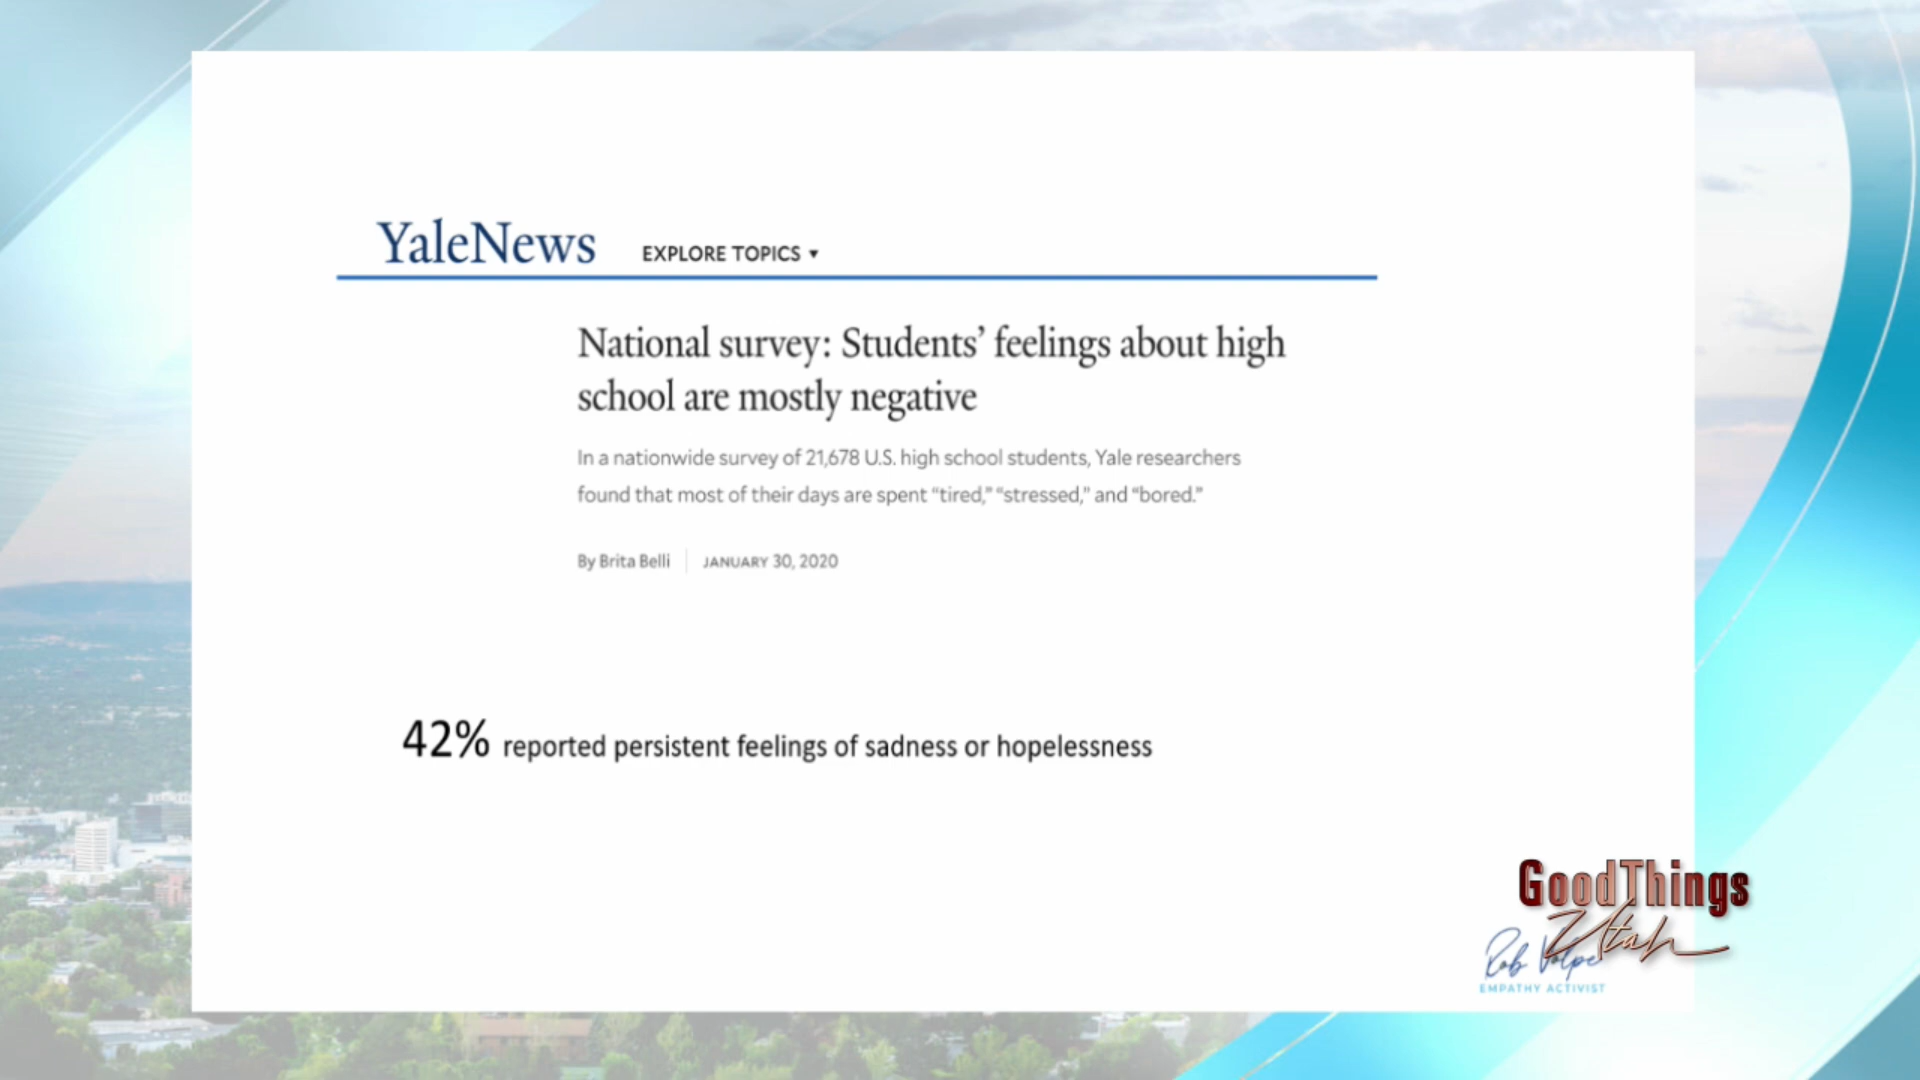 YaleNews EXPLORE TOPICS ▾
National survey: Students’ feelings about high
school are mostly negative
In a nationwide survey of 21,678 U.S. high school students, Yale researchers
found that most of their days are spent “tired,” “stressed,” and “bored.”
By Brita Belli JANUARY 30, 2020
42% reported persistent feelings of sadness or hopelessness
GoodThings
Utah
Rob Volpe
EMPATHY ACTIVIST